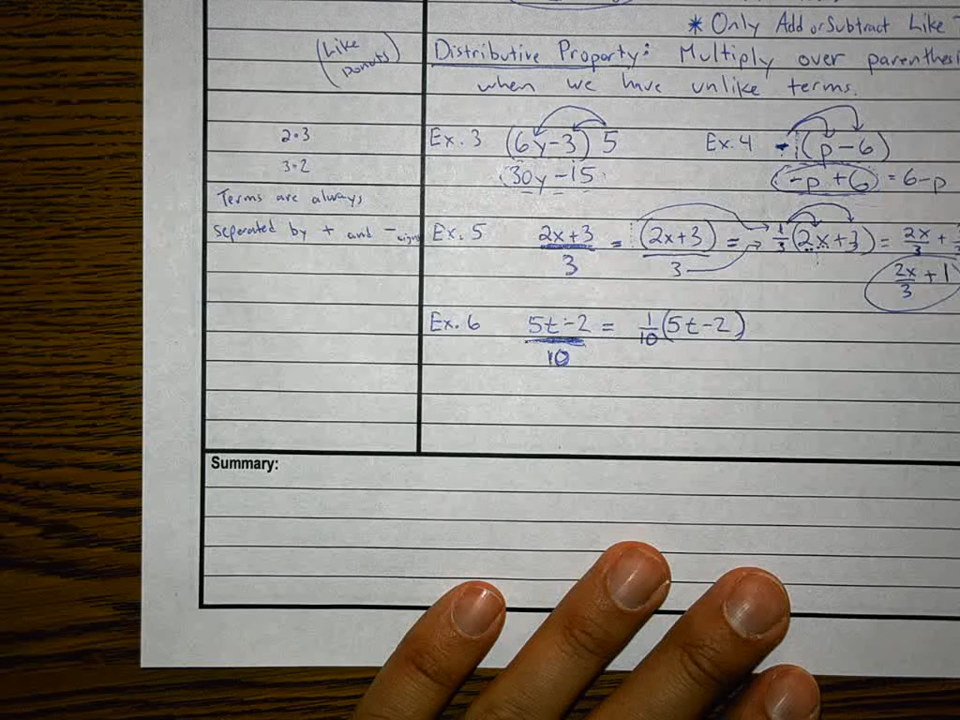 * Only Add or Subtract Like
(Like Donuts)
Distributive Property: Multiply over parenthesi
when we have unlike terms.
2·3
3·2
Ex. 3 (6y-3)5
30y-15
Ex. 4 -1(p-6)
-p+6 = 6-p
Terms are always
separated by + and - signs
Ex. 5 2x+3/3 = (2x+3)/3 = 1/3(2x+3) = 2x/3 +
2x/3 + 1
Ex. 6 5t-2/10 = 1/10(5t-2)
Summary: